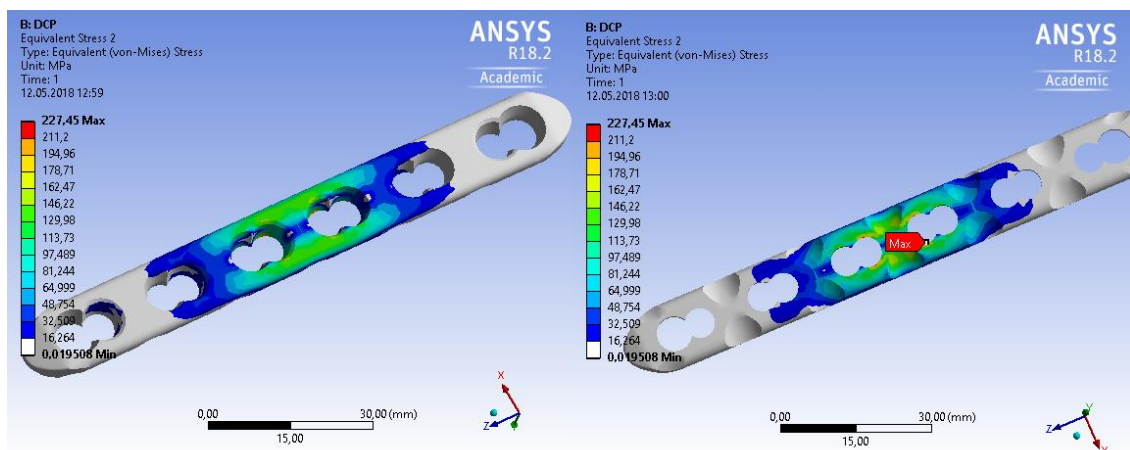 B: DCP
Equivalent Stress 2
Type: Equivalent (von-Mises) Stress
Unit: MPa
Time: 1
12.05.2018 12:59
ANSYS
R18.2
Academic
227,45 Max
211,2
194,96
178,71
162,47
146,22
129,98
113,73
97,489
81,244
64,999
48,754
32,509
16,264
0,019508 Min
0,00
30,00 (mm)
15,00
X
Z
Y
B: DCP
Equivalent Stress 2
Type: Equivalent (von-Mises) Stress
Unit: MPa
Time: 1
12.05.2018 13:00
ANSYS
R18.2
Academic
227,45 Max
211,2
194,96
178,71
162,47
146,22
129,98
113,73
97,489
81,244
64,999
48,754
32,509
16,264
0,019508 Min
Max
0,00
30,00 (mm)
15,00
Y
Z